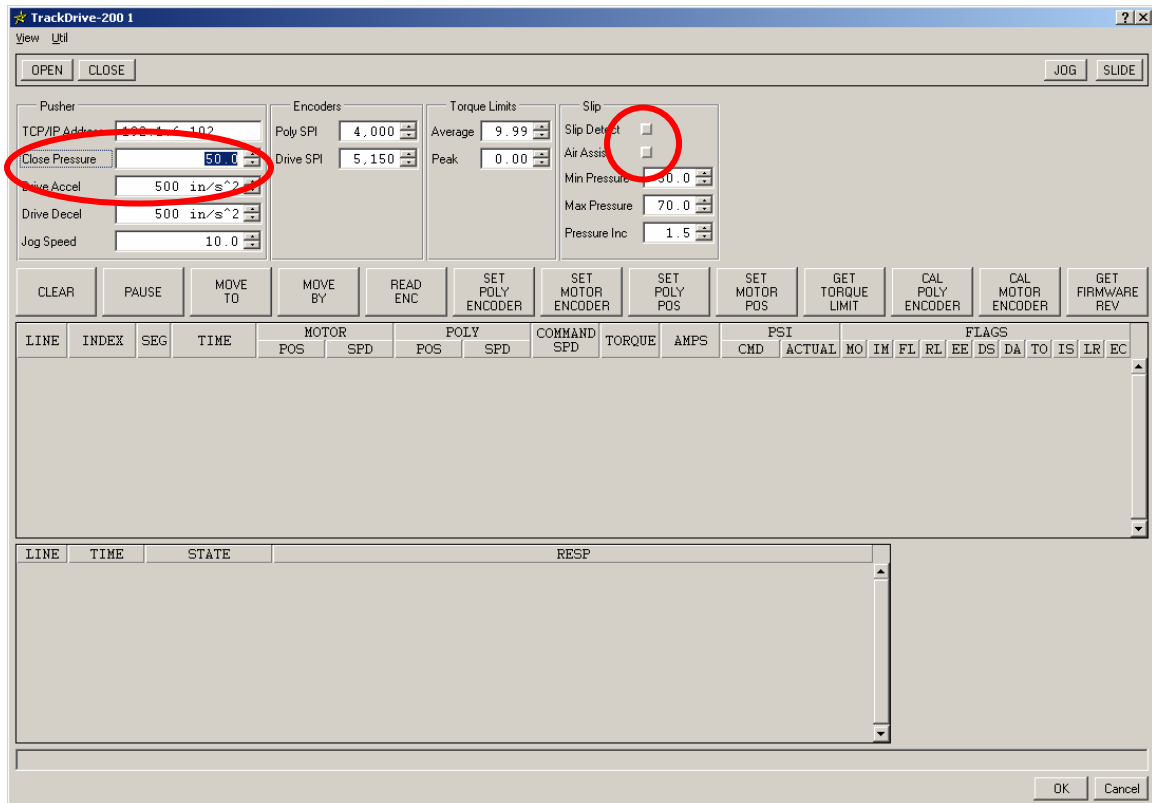 TrackDrive-200 1
View Util
OPEN CLOSE JOG SLIDE
Pusher
TCP/IP Address
Close Pressure 50.0
Drive Accel 500 in/s^2
Drive Decel 500 in/s^2
Jog Speed 10.0
Encoders
Poly SPI 4,000
Drive SPI 5,150
Torque Limits
Average 9.99
Peak 0.00
Slip
Slip Detect
Air Assist
Min Pressure
Max Pressure 70.0
Pressure Inc 1.5
CLEAR
PAUSE
MOVE
TO
MOVE
BY
READ
ENC
SET
POLY
ENCODER
SET
MOTOR
ENCODER
SET
POLY
POS
SET
MOTOR
POS
GET
TORQUE
LIMIT
CAL
POLY
ENCODER
CAL
MOTOR
ENCODER
GET
FIRMWARE
REV
LINE INDEX SEG TIME MOTOR POLY COMMAND SPD TORQUE AMPS PSI FLAGS
POS SPD POS SPD CMD ACTUAL MO IM FL RL EE DS DA TO IS LR EC
LINE TIME STATE RESP
OK Cancel